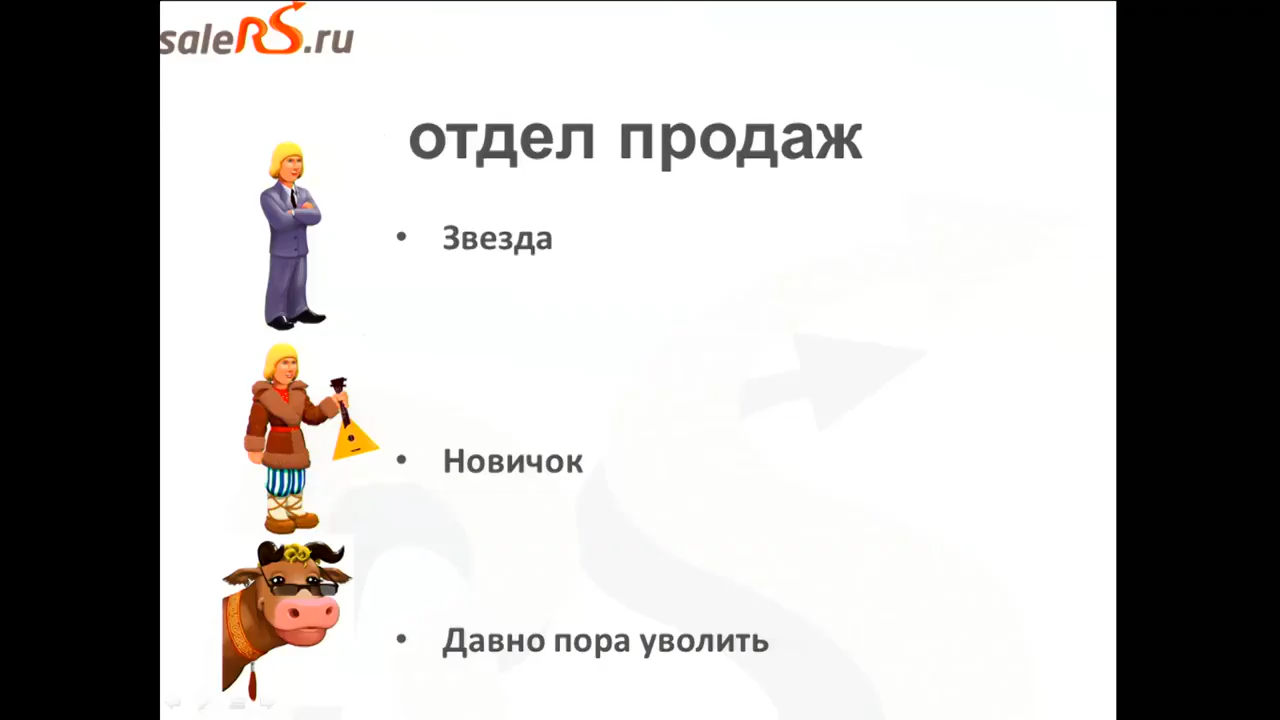 saleRS.ru
отдел продаж
• Звезда
• Новичок
• Давно пора уволить